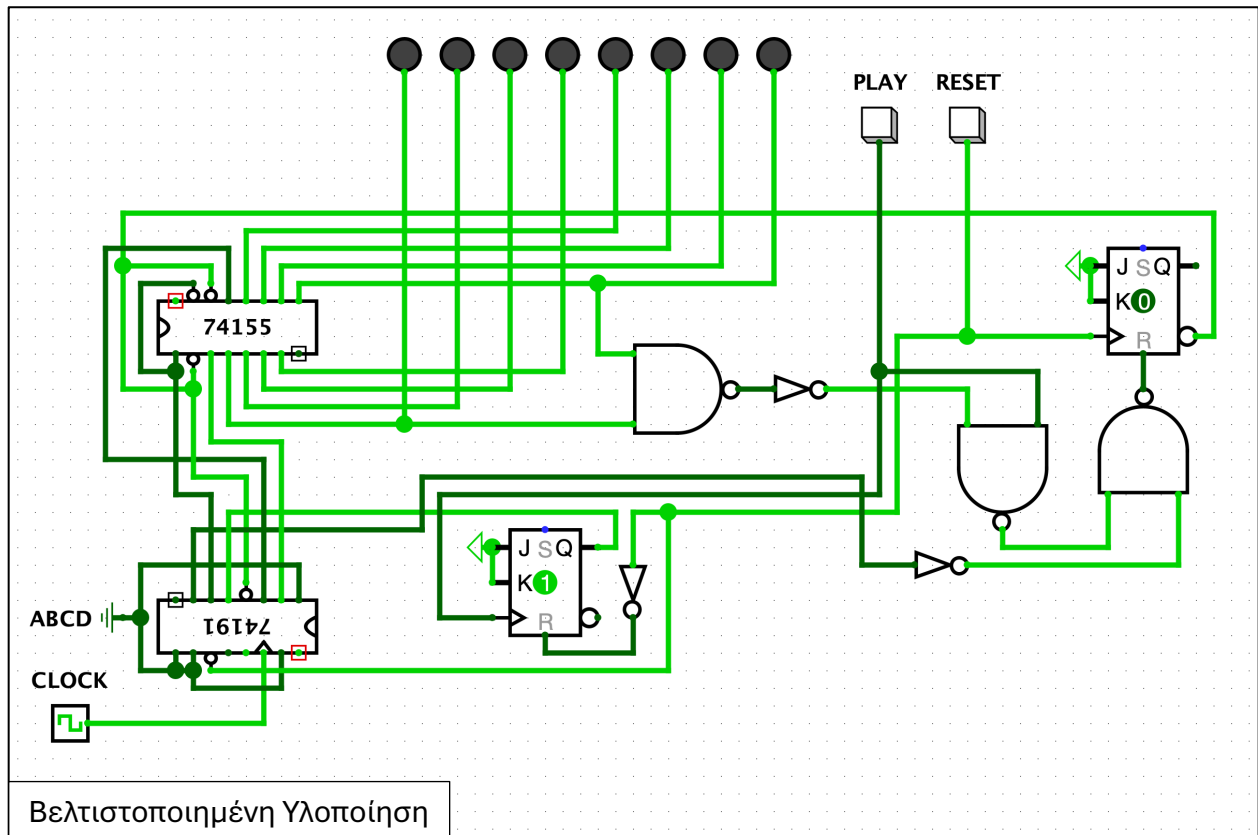 PLAY RESET
J S Q
K 0
R
74155
J S Q
K 1
R
ABCD
74191
CLOCK
Βελτιστοποιημένη Υλοποίηση